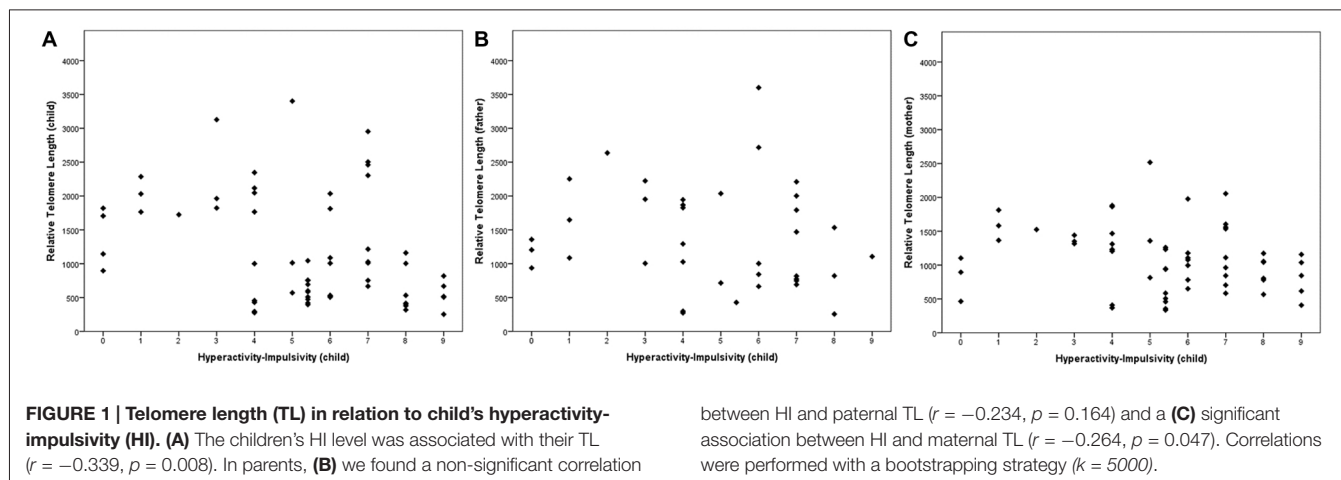 A
4000
3500
3000
2500
2000
1500
1000
500
0
Relative Telomere Length (child)
0 1 2 3 4 5 6 7 8 9
Hyperactivity-Impulsivity (child)
B
4000
3500
3000
2500
2000
1500
1000
500
0
Relative Telomere Length (father)
0 1 2 3 4 5 6 7 8 9
Hyperactivity-Impulsivity (child)
C
4000
3500
3000
2500
2000
1500
1000
500
0
Relative Telomere Length (mother)
0 1 2 3 4 5 6 7 8 9
Hyperactivity-Impulsivity (child)
FIGURE 1 | Telomere length (TL) in relation to child's hyperactivity-
impulsivity (HI). (A) The children's HI level was associated with their TL
(r = −0.339, p = 0.008). In parents, (B) we found a non-significant correlation
between HI and paternal TL (r = −0.234, p = 0.164) and a (C) significant
association between HI and maternal TL (r = −0.264, p = 0.047). Correlations
were performed with a bootstrapping strategy (k = 5000).